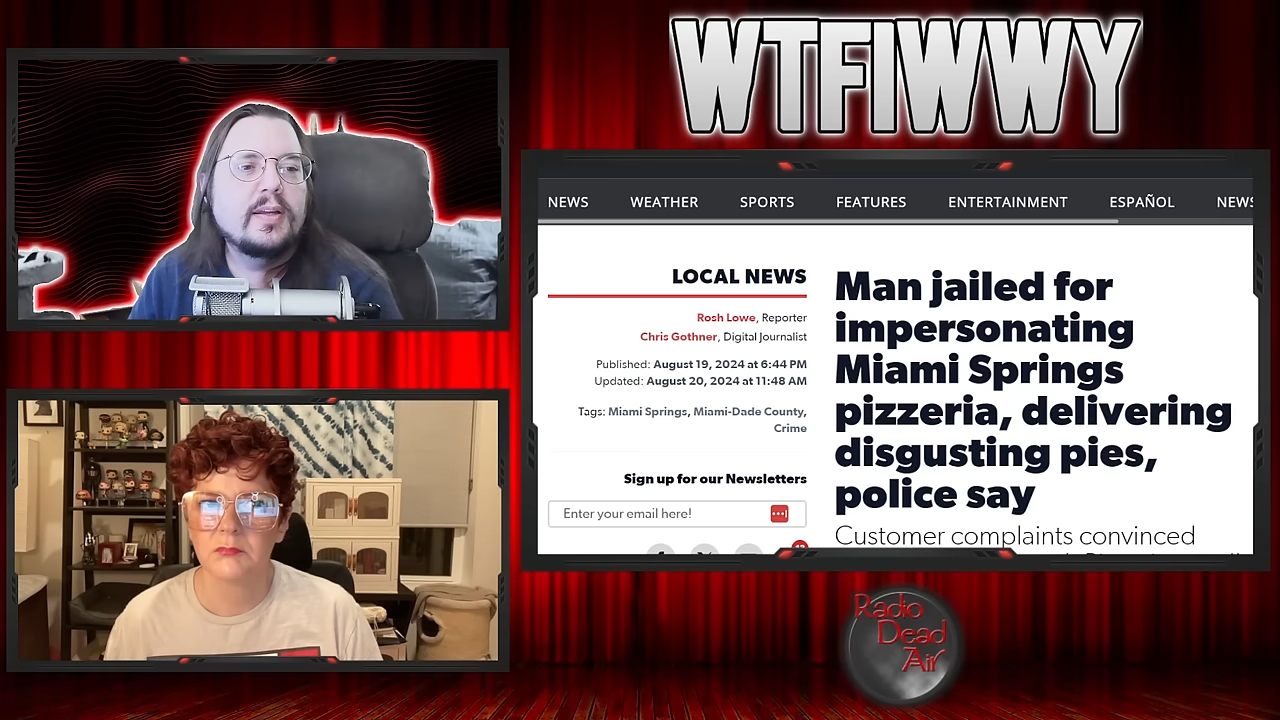 WTFIWWY
NEWS WEATHER SPORTS FEATURES ENTERTAINMENT ESPAÑOL NEWS
LOCAL NEWS
Rosh Lowe, Reporter
Chris Gothner, Digital Journalist
Published: August 19, 2024 at 6:44 PM
Updated: August 20, 2024 at 11:48 AM
Tags: Miami Springs, Miami-Dade County,
Crime
Sign up for our Newsletters
Enter your email here!
Man jailed for
impersonating
Miami Springs
pizzeria, delivering
disgusting pies,
police say
Customer complaints convinced
Radio
Dead
Air